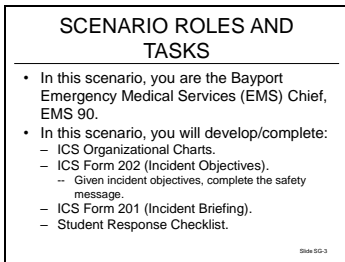 SCENARIO ROLES AND
TASKS
• In this scenario, you are the Bayport
Emergency Medical Services (EMS) Chief,
EMS 90.
• In this scenario, you will develop/complete:
– ICS Organizational Charts.
– ICS Form 202 (Incident Objectives).
-- Given incident objectives, complete the safety
message.
– ICS Form 201 (Incident Briefing).
– Student Response Checklist.
Slide SG-3